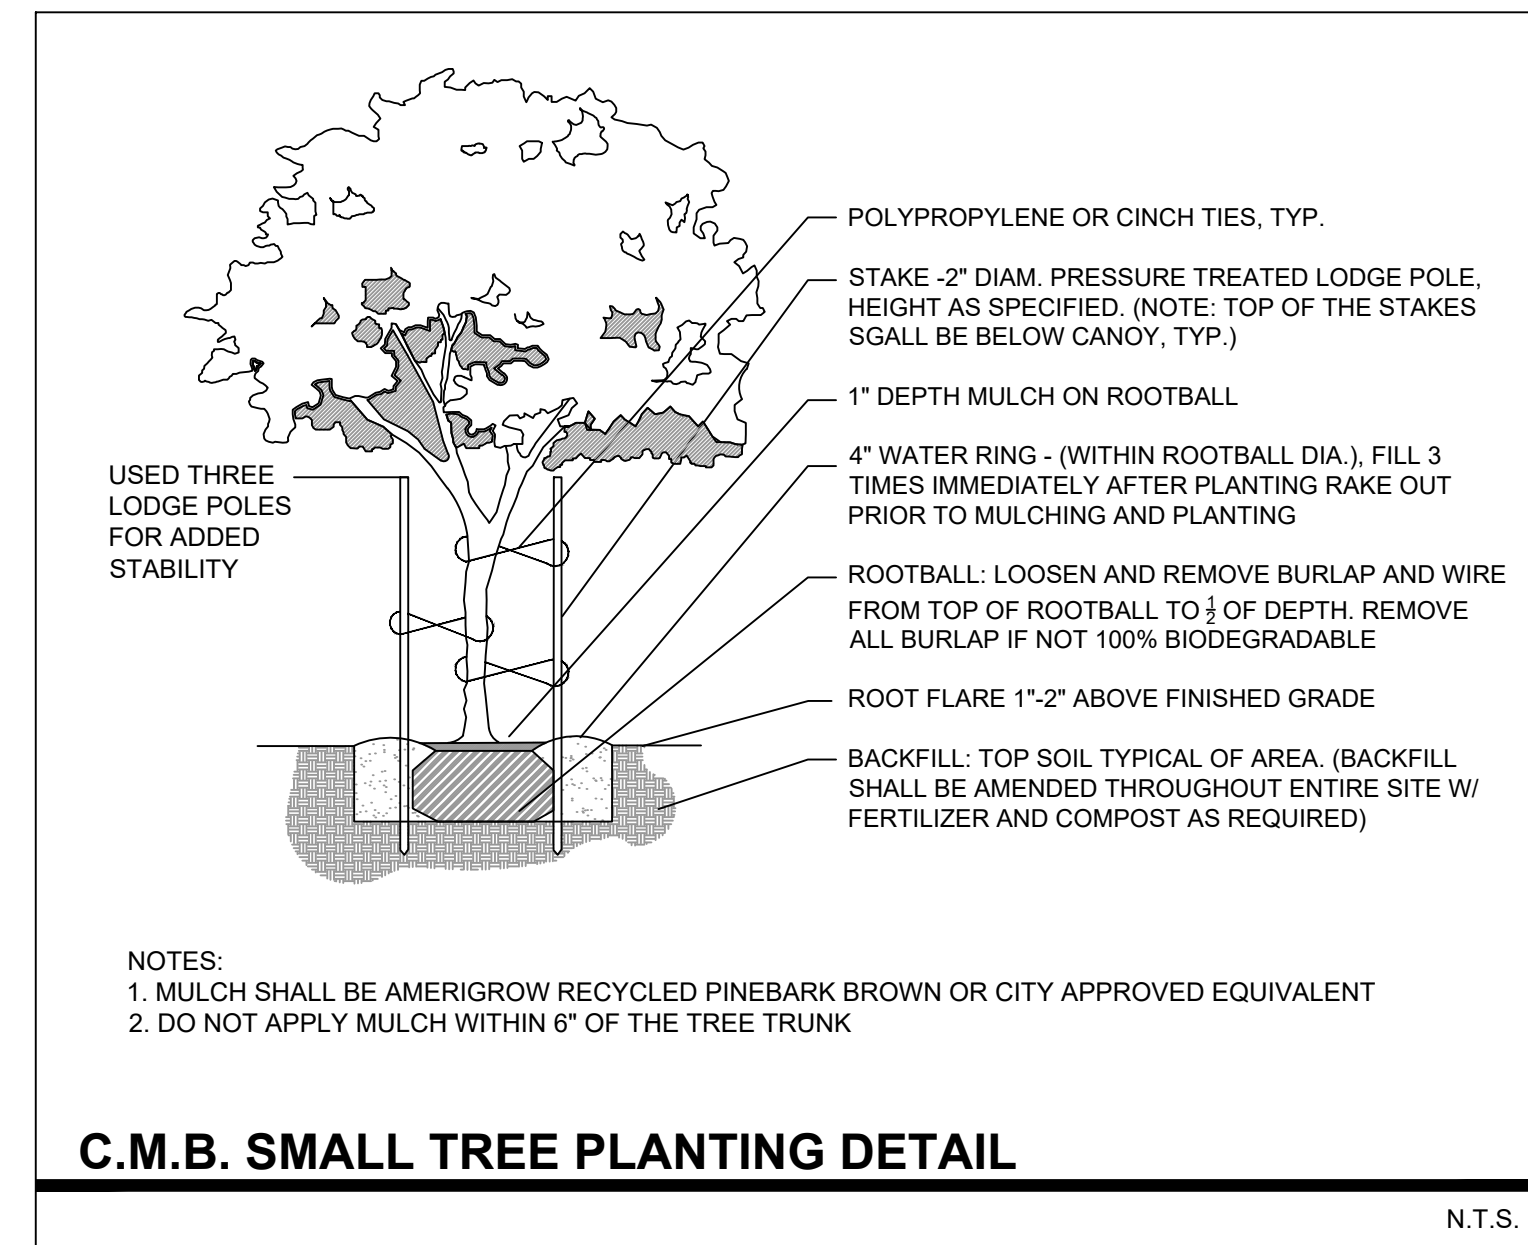 POLYPROPYLENE OR CINCH TIES, TYP.
STAKE -2" DIAM. PRESSURE TREATED LODGE POLE,
HEIGHT AS SPECIFIED. (NOTE: TOP OF THE STAKES
SGALL BE BELOW CANOY, TYP.)
1" DEPTH MULCH ON ROOTBALL
4" WATER RING - (WITHIN ROOTBALL DIA.), FILL 3
TIMES IMMEDIATELY AFTER PLANTING RAKE OUT
PRIOR TO MULCHING AND PLANTING
USED THREE
LODGE POLES
FOR ADDED
STABILITY
ROOTBALL: LOOSEN AND REMOVE BURLAP AND WIRE
FROM TOP OF ROOTBALL TO ½ OF DEPTH. REMOVE
ALL BURLAP IF NOT 100% BIODEGRADABLE
ROOT FLARE 1"-2" ABOVE FINISHED GRADE
BACKFILL: TOP SOIL TYPICAL OF AREA. (BACKFILL
SHALL BE AMENDED THROUGHOUT ENTIRE SITE W/
FERTILIZER AND COMPOST AS REQUIRED)
NOTES:
1. MULCH SHALL BE AMERIGROW RECYCLED PINEBARK BROWN OR CITY APPROVED EQUIVALENT
2. DO NOT APPLY MULCH WITHIN 6" OF THE TREE TRUNK
C.M.B. SMALL TREE PLANTING DETAIL
N.T.S.